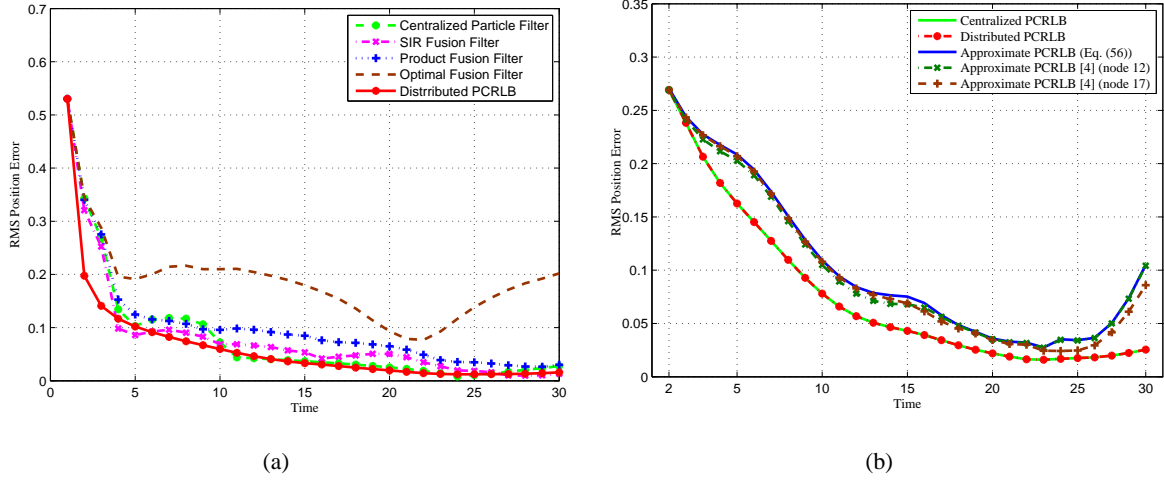 0.7
0.6
0.5
0.4
0.3
0.2
0.1
0
0
5
10
15
20
25
30
RMS Position Error
Time
Centralized Particle Filter
SIR Fusion Filter
Product Fusion Filter
Optimal Fusion Filter
Distrributed PCRLB
(a)
0.35
0.3
0.25
0.2
0.15
0.1
0.05
0
2
5
10
15
20
25
30
RMS Position Error
Time
Centralized PCRLB
Distributed PCRLB
Approximate PCRLB (Eq. (56))
Approximate PCRLB [4] (node 12)
Approximate PCRLB [4] (node 17)
(b)